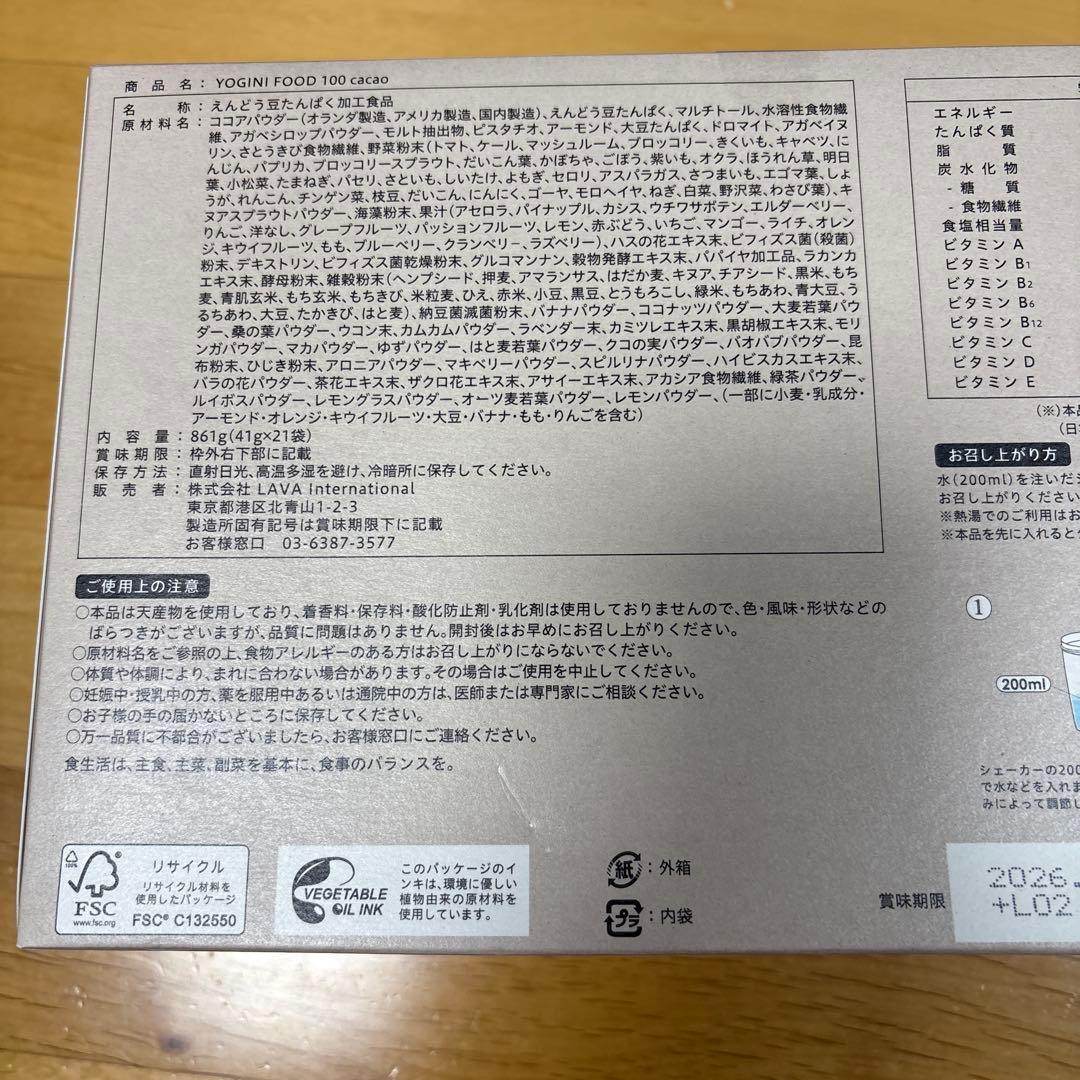 商品名：YOGINI FOOD 100 cacao
名称：えんどう豆たんぱく加工食品
原材料名：ココアパウダー(オランダ製造、アメリカ製造、国内製造)、えんどう豆たんぱく、マルチトール、水溶性食物繊
維、アガベシロップパウダー、モルト抽出物、ピスタチオ、アーモンド、大豆たんぱく、ドロマイト、アガベイヌ
リン、さとうきび食物繊維、野菜粉末(トマト、ケール、マッシュルーム、ブロッコリー、きくいも、キャベツ、に
んじん、パプリカ、ブロッコリースプラウト、だいこん葉、かぼちゃ、ごぼう、紫いも、オクラ、ほうれん草、明日
葉、小松菜、たまねぎ、パセリ、さといも、しいたけ、よもぎ、セロリ、アスパラガス、さつまいも、エゴマ葉、しょ
うが、れんこん、チンゲン菜、枝豆、だいこん、にんにく、ゴーヤ、モロヘイヤ、ねぎ、白菜、野沢菜、わさび葉)、キ
ヌアスプラウトパウダー、海藻粉末、果汁(アセロラ、パイナップル、カシス、ウチワサボテン、エルダーベリー、
りんご、洋なし、グレープフルーツ、パッションフルーツ、レモン、赤ぶどう、いちご、マンゴー、ライチ、オレン
ジ、キウイフルーツ、もも、ブルーベリー、クランベリー、ラズベリー)、ハスの花エキス末、ビフィズス菌(殺菌)
粉末、デキストリン、ビフィズス菌乾燥粉末、グルコマンナン、穀物発酵エキス末、パパイヤ加工品、ラカンカ
エキス末、酵母粉末、雑穀粉末(ヘンプシード、押麦、アマランサス、はだか麦、キヌア、チアシード、黒米、もち
麦、青肌玄米、もち玄米、もちきび、米粒麦、ひえ、赤米、小豆、黒豆、とうもろこし、緑米、もちあわ、青大豆、う
るちあわ、大豆、たかきび、はと麦)、納豆菌滅菌粉末、バナナパウダー、ココナッツパウダー、大麦若葉パウ
ダー、桑の葉パウダー、ウコン末、カムカムパウダー、ラベンダー末、カミツレエキス末、黒胡椒エキス末、モリ
ンガパウダー、マカパウダー、ゆずパウダー、はと麦若葉パウダー、クコの実パウダー、バオバブパウダー、昆
布粉末、ひじき粉末、アロニアパウダー、マキベリーパウダー、スピルリナパウダー、ハイビスカスエキス末、
バラの花パウダー、茶花エキス末、ザクロ花エキス末、アサイーエキス末、アカシア食物繊維、緑茶パウダー、
ルイボスパウダー、レモングラスパウダー、オーツ麦若葉パウダー、レモンパウダー、(一部に小麦・乳成分・
アーモンド・オレンジ・キウイフルーツ・大豆・バナナ・もも・りんごを含む)
内容量：861g(41g×21袋)
賞味期限：枠外右下部に記載
保存方法：直射日光、高温多湿を避け、冷暗所に保存してください。
販売者：株式会社 LAVA International
東京都港区北青山1-2-3
製造所固有記号は賞味期限下に記載
お客様窓口 03-6387-3577
ご使用上の注意
○本品は天産物を使用しており、着香料・保存料・酸化防止剤・乳化剤は使用しておりませんので、色・風味・形状などの
ばらつきがございますが、品質に問題はありません。開封後はお早めにお召し上がりください。
○原材料名をご参照の上、食物アレルギーのある方はお召し上がりにならないでください。
○体質や体調により、まれに合わない場合があります。その場合はご使用を中止してください。
○妊娠中・授乳中の方、薬を服用中あるいは通院中の方は、医師または専門家にご相談ください。
○お子様の手の届かないところに保存してください。
○万一品質に不都合がございましたら、お客様窓口にご連絡ください。
食生活は、主食、主菜、副菜を基本に、食事のバランスを。
100%
FSC
www.fsc.org
リサイクル
リサイクル材料を
使用したパッケージ
FSC® C132550
VEGETABLE
OIL INK
このパッケージのイ
ンキは、環境に優しい
植物由来の原材料を
使用しています。
紙：外箱
プラ：内袋
エネルギー
たんぱく質
脂質
炭水化物
- 糖質
- 食物繊維
食塩相当量
ビタミン A
ビタミン B1
ビタミン B2
ビタミン B6
ビタミン B12
ビタミン C
ビタミン D
ビタミン E
(※)本品
(日
お召し上がり方
水(200ml)を注いだシ
お召し上がりください
※熱湯でのご利用はお
※本品を先に入れると
1
200ml
シェーカーの200
で水などを入れま
みによって調節し
賞味期限
2026.
+L02